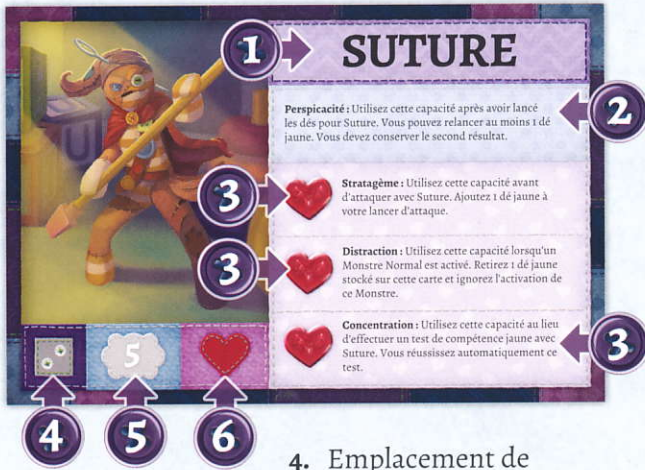 1
SUTURE
Perspicacité : Utilisez cette capacité après avoir lancé
les dés pour Suture. Vous pouvez relancer au moins 1 dé
jaune. Vous devez conserver le second résultat.
2
3
Stratagème : Utilisez cette capacité avant
d'attaquer avec Suture. Ajoutez 1 dé jaune à
votre lancer d'attaque.
3
Distraction : Utilisez cette capacité lorsqu'un
Monstre Normal est activé. Retirez 1 dé jaune
stocké sur cette carte et ignorez l'activation de
ce Monstre.
Concentration : Utilisez cette capacité au lieu
d'effectuer un test de compétence jaune avec
Suture. Vous réussissez automatiquement ce
test.
3
5
4
5
6
4. Emplacement de